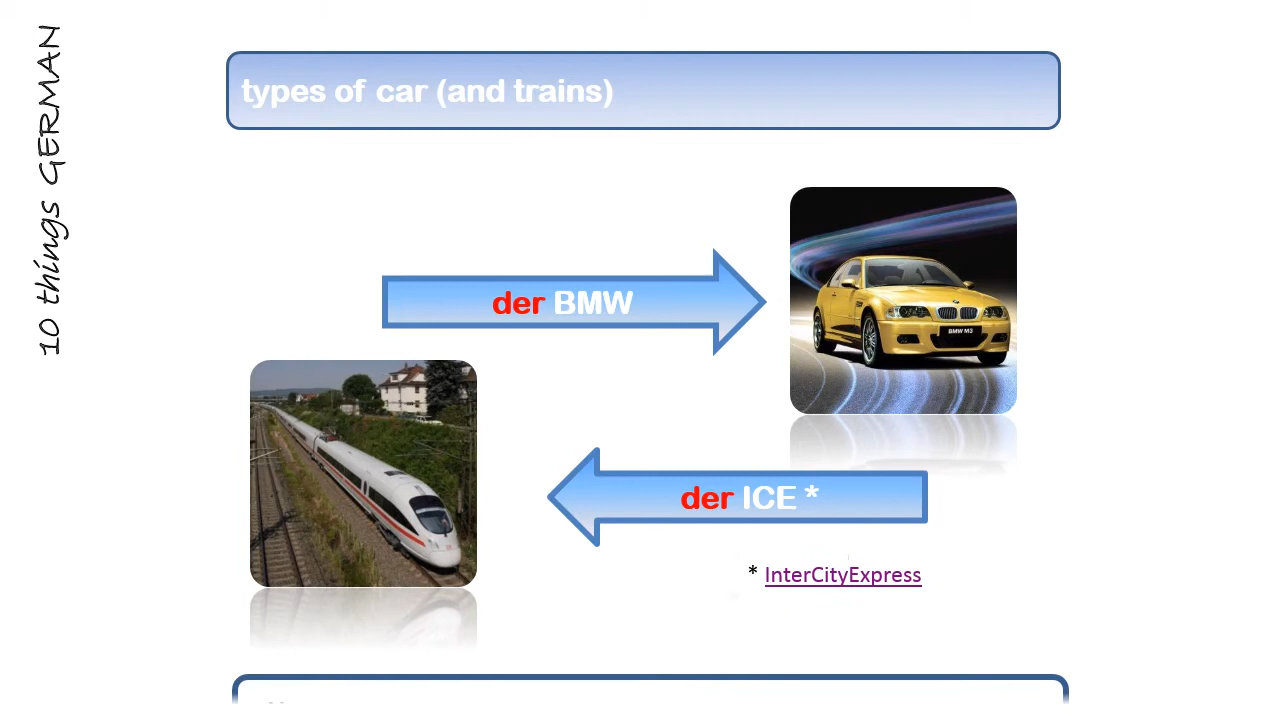 10 things GERMAN
types of car (and trains)
der BMW
BMW M3
der ICE *
* InterCityExpress